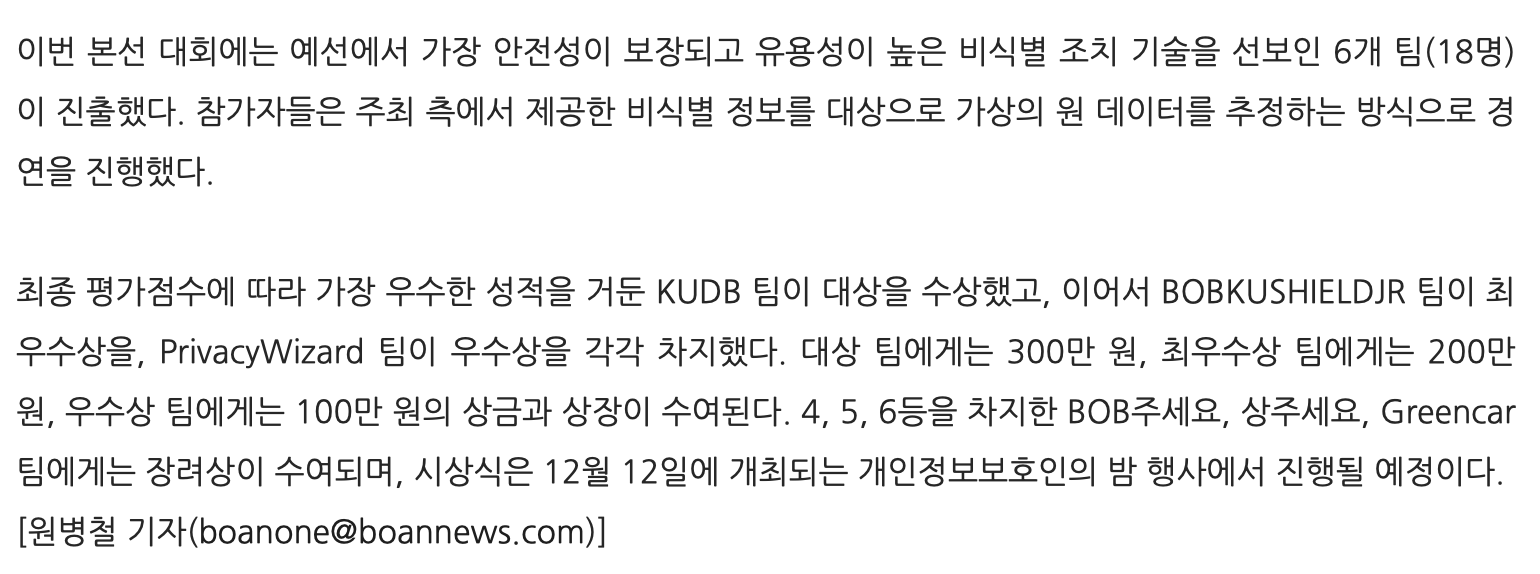 이번 본선 대회에는 예선에서 가장 안전성이 보장되고 유용성이 높은 비식별 조치 기술을 선보인 6개 팀(18명)
이 진출했다. 참가자들은 주최 측에서 제공한 비식별 정보를 대상으로 가상의 원 데이터를 추정하는 방식으로 경
연을 진행했다.
최종 평가점수에 따라 가장 우수한 성적을 거둔 KUDB 팀이 대상을 수상했고, 이어서 BOBKUSHIELDJR 팀이 최
우수상을, PrivacyWizard 팀이 우수상을 각각 차지했다. 대상 팀에게는 300만 원, 최우수상 팀에게는 200만
원, 우수상 팀에게는 100만 원의 상금과 상장이 수여된다. 4, 5, 6등을 차지한 BOB주세요, 상주세요, Greencar
팀에게는 장려상이 수여되며, 시상식은 12월 12일에 개최되는 개인정보보호인의 밤 행사에서 진행될 예정이다.
[원병철 기자(boanone@boannews.com)]